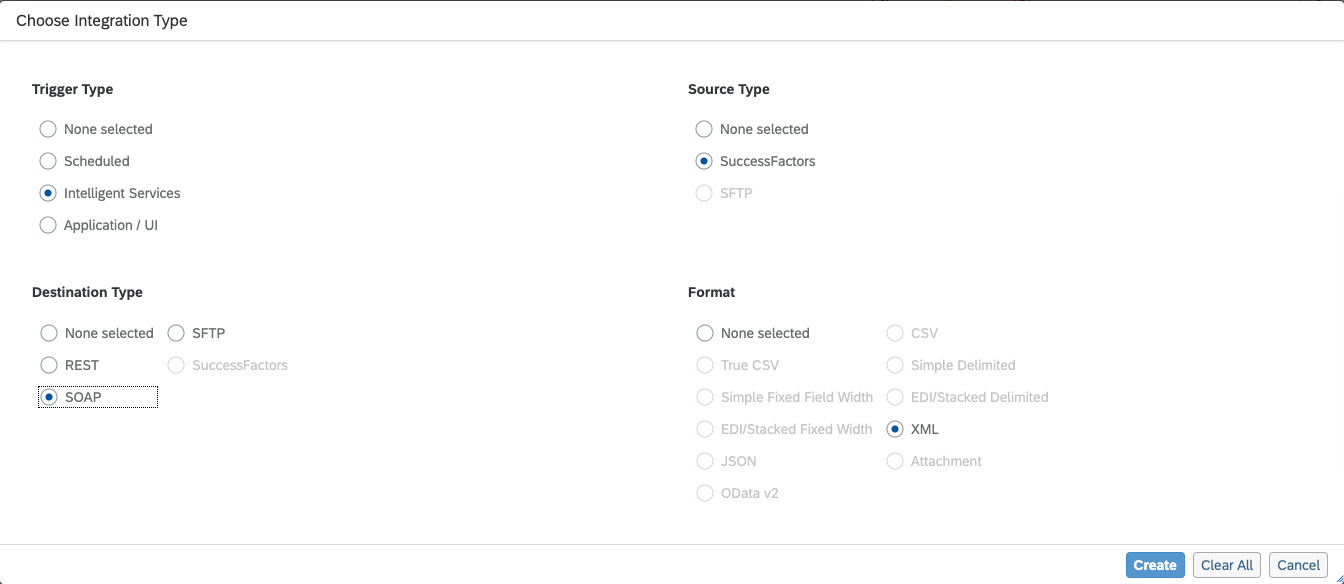 Choose Integration Type
Trigger Type
None selected
Scheduled
Intelligent Services
Application / UI
Source Type
None selected
SuccessFactors
SFTP
Destination Type
None selected
SFTP
REST
SuccessFactors
SOAP
Format
None selected
CSV
True CSV
Simple Delimited
Simple Fixed Field Width
EDI/Stacked Delimited
EDI/Stacked Fixed Width
XML
JSON
Attachment
OData v2
Create
Clear All
Cancel